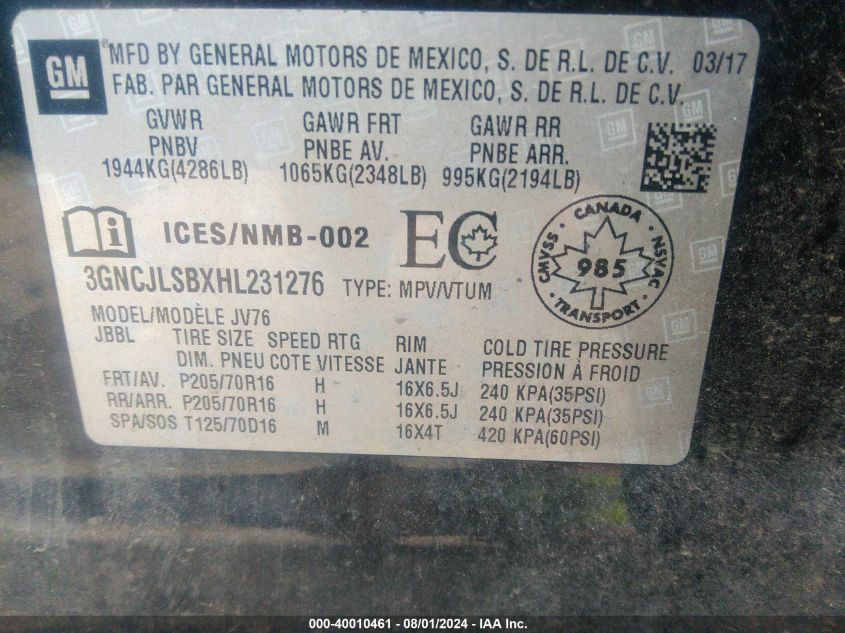 GM
MFD BY GENERAL MOTORS DE MEXICO, S. DE R.L. DE C.V. 03/17
FAB. PAR GENERAL MOTORS DE MEXICO, S. DE R.L. DE C.V.
GVWR GAWR FRT GAWR RR
PNBV PNBE AV. PNBE ARR.
1944KG(4286LB) 1065KG(2348LB) 995KG(2194LB)
ICES/NMB-002 EC
CANADA
CMVSS 985 NSVAC
TRANSPORT
3GNCJLSBXHL231276 TYPE: MPV/VTUM
MODEL/MODÈLE JV76
JBBL TIRE SIZE SPEED RTG RIM COLD TIRE PRESSURE
DIM. PNEU COTE VITESSE JANTE PRESSION À FROID
FRT/AV. P205/70R16 H 16X6.5J 240 KPA(35PSI)
RR/ARR. P205/70R16 H 16X6.5J 240 KPA(35PSI)
SPA/SOS T125/70D16 M 16X4T 420 KPA(60PSI)
000-40010461 - 08/01/2024 - IAA Inc.